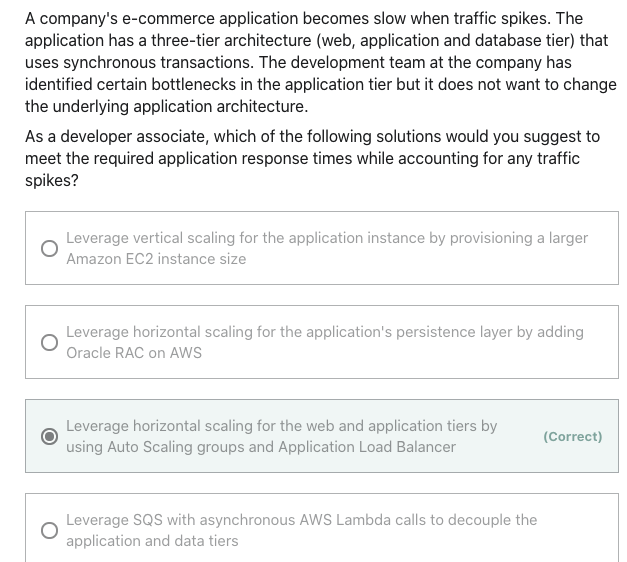 A company's e-commerce application becomes slow when traffic spikes. The
application has a three-tier architecture (web, application and database tier) that
uses synchronous transactions. The development team at the company has
identified certain bottlenecks in the application tier but it does not want to change
the underlying application architecture.
As a developer associate, which of the following solutions would you suggest to
meet the required application response times while accounting for any traffic
spikes?
Leverage vertical scaling for the application instance by provisioning a larger
Amazon EC2 instance size
Leverage horizontal scaling for the application's persistence layer by adding
Oracle RAC on AWS
Leverage horizontal scaling for the web and application tiers by
using Auto Scaling groups and Application Load Balancer
(Correct)
Leverage SQS with asynchronous AWS Lambda calls to decouple the
application and data tiers